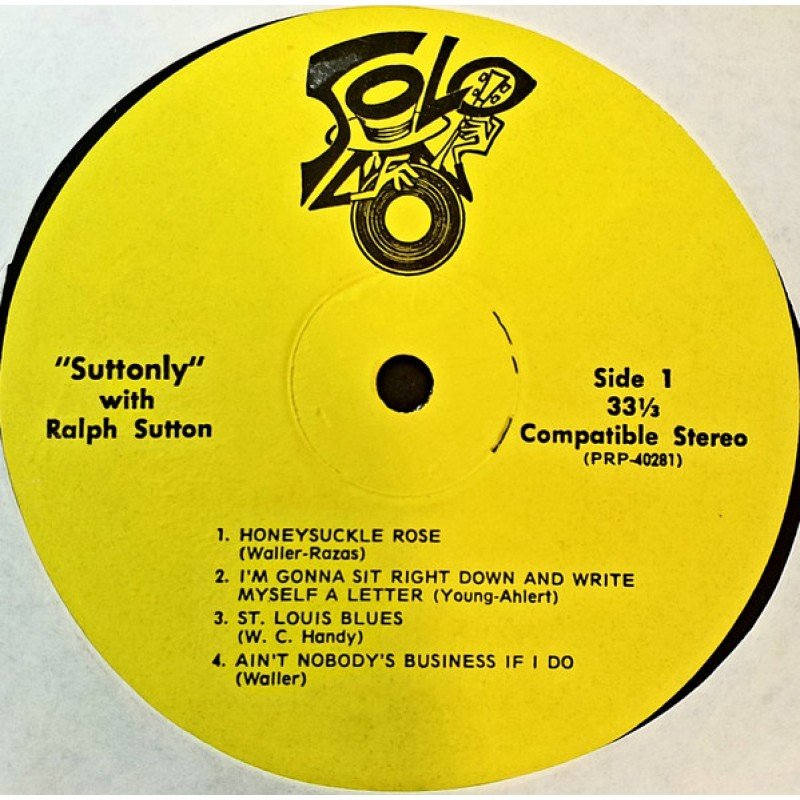 SOLO
"Suttonly"
with
Ralph Sutton
Side 1
33⅓
Compatible Stereo
(PRP-40281)
1. HONEYSUCKLE ROSE
(Waller-Razas)
2. I'M GONNA SIT RIGHT DOWN AND WRITE
MYSELF A LETTER (Young-Ahlert)
3. ST. LOUIS BLUES
(W. C. Handy)
4. AIN'T NOBODY'S BUSINESS IF I DO
(Waller)